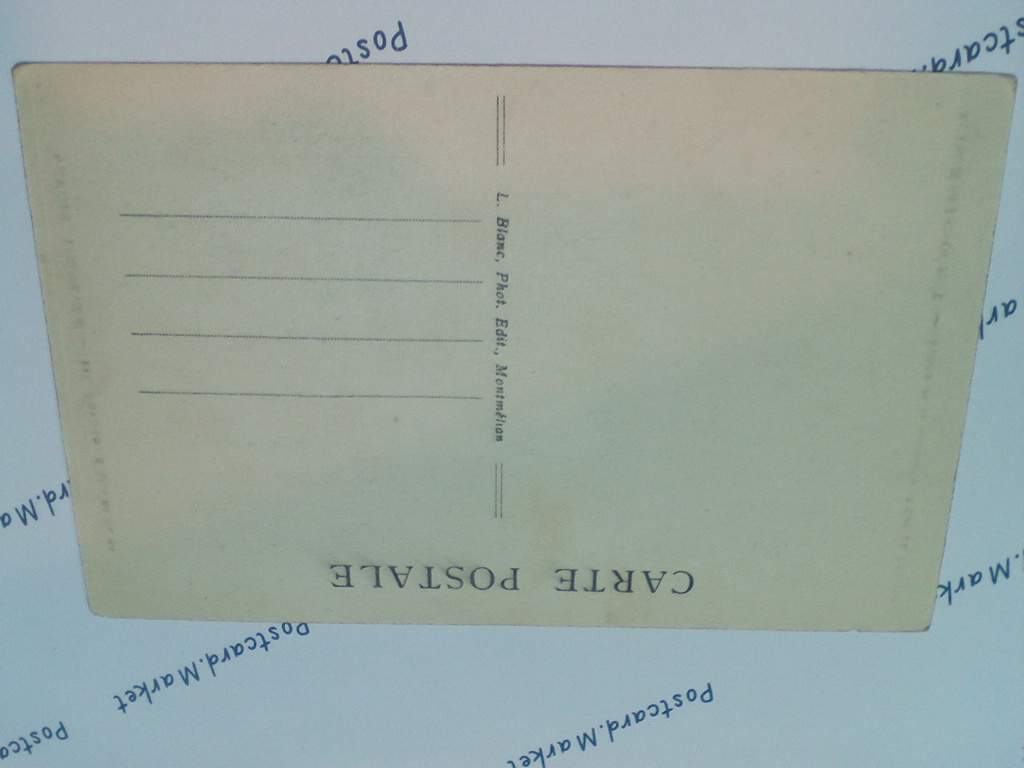 CARTE POSTALE
L. Blanc, Phot. Edit., Montmélian
Postcard.Market
Postcard.Market